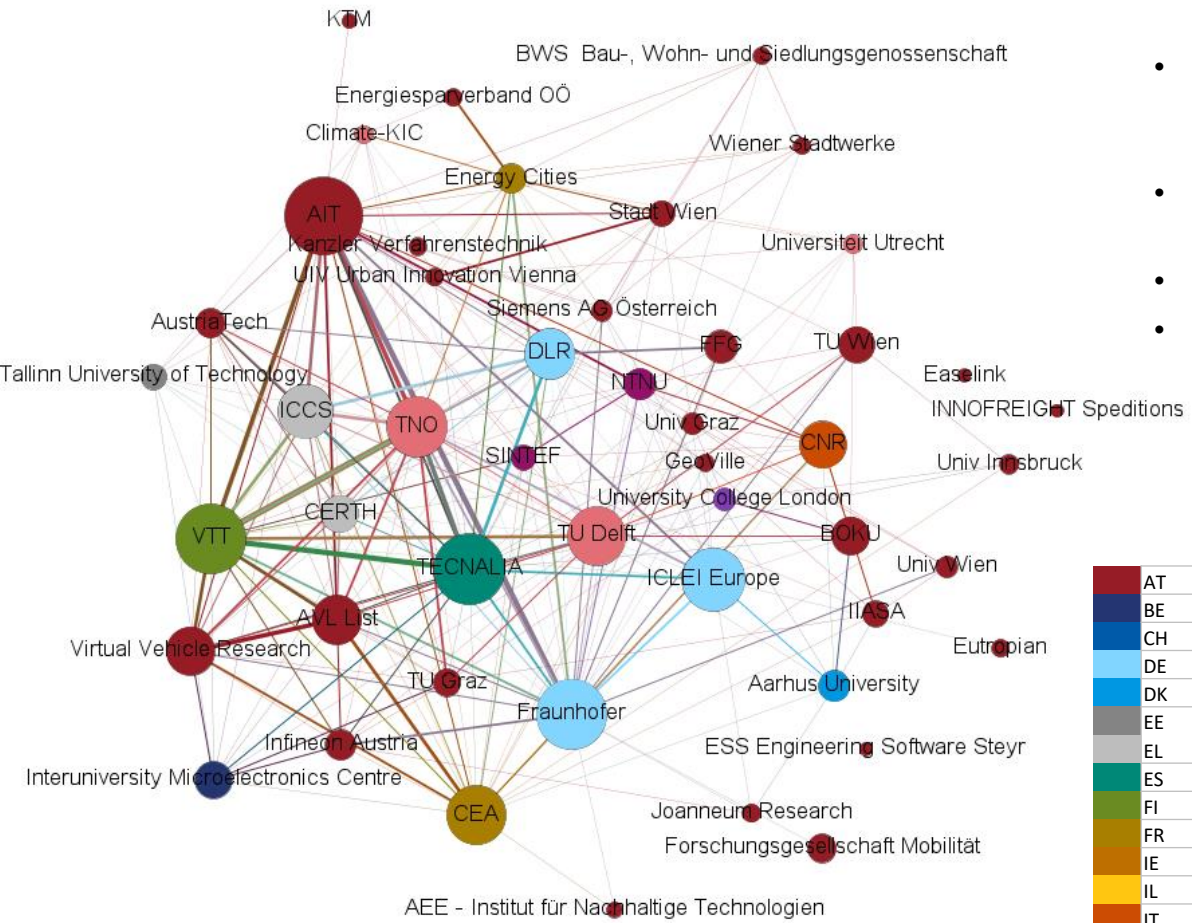 KTM
BWS Bau-, Wohn- und Siedlungsgenossenschaft
Energiesparverband OÖ
Climate-KIC
Wiener Stadtwerke
Energy Cities
AIT
Stadt Wien
Kanzler Verfahrenstechnik
Universiteit Utrecht
UIV Urban Innovation Vienna
Siemens AG Österreich
AustriaTech
DLR
FFG
TU Wien
Tallinn University of Technology
NTNU
Easelink
ICCS
TNO
INNOFREIGHT Speditions
Univ Graz
CNR
SINTEF
GeoVille
Univ Innsbruck
University College London
CERTH
VTT
TU Delft
BOKU
TECNALIA
ICLEI Europe
Univ Wien
AVL List
IIASA
Virtual Vehicle Research
Eutropian
TU Graz
Aarhus University
Fraunhofer
Infineon Austria
ESS Engineering Software Steyr
Interuniversity Microelectronics Centre
CEA
Joanneum Research
Forschungsgesellschaft Mobilität
AEE - Institut für Nachhaltige Technologien
AT
BE
CH
DE
DK
EE
EL
ES
FI
FR
IE
IL
IT